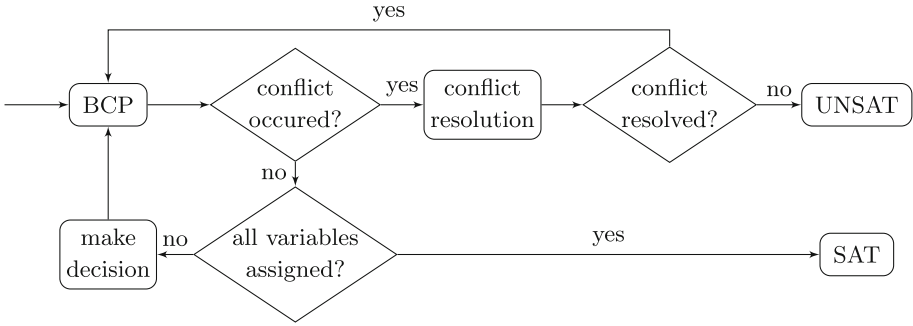 yes
BCP
conflict
occured?
yes
conflict
resolution
conflict
resolved?
no
UNSAT
no
make
decision
no
all variables
assigned?
yes
SAT